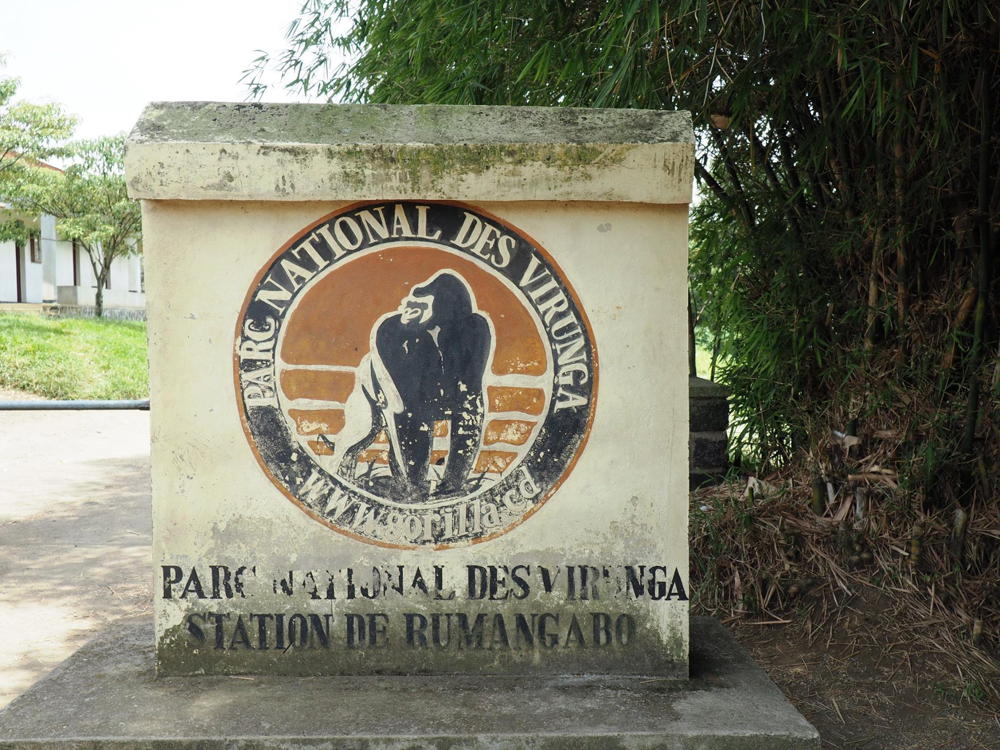 PARC NATIONAL DES VIRUNGA
www.gorilla.cd
PARC NATIONAL DES VIRUNGA
STATION DE RUMANGABO